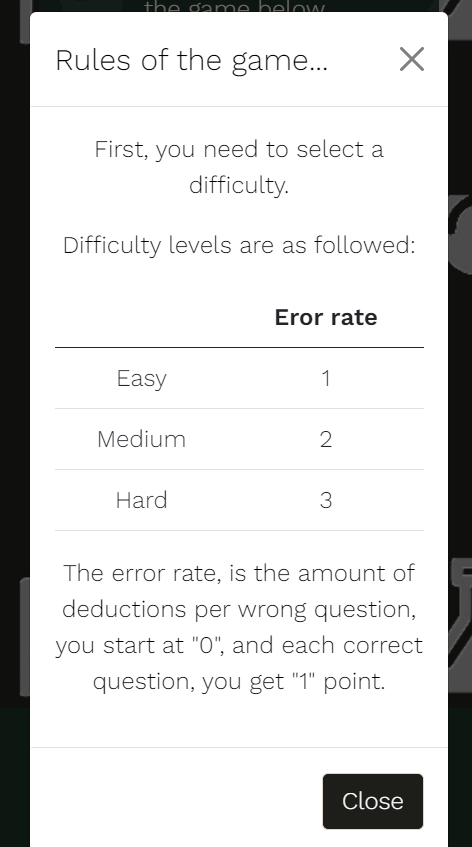 the game below
Rules of the game...
First, you need to select a
difficulty.
Difficulty levels are as followed:
Eror rate
Easy 1
Medium 2
Hard 3
The error rate, is the amount of
deductions per wrong question,
you start at "0", and each correct
question, you get "1" point.
Close